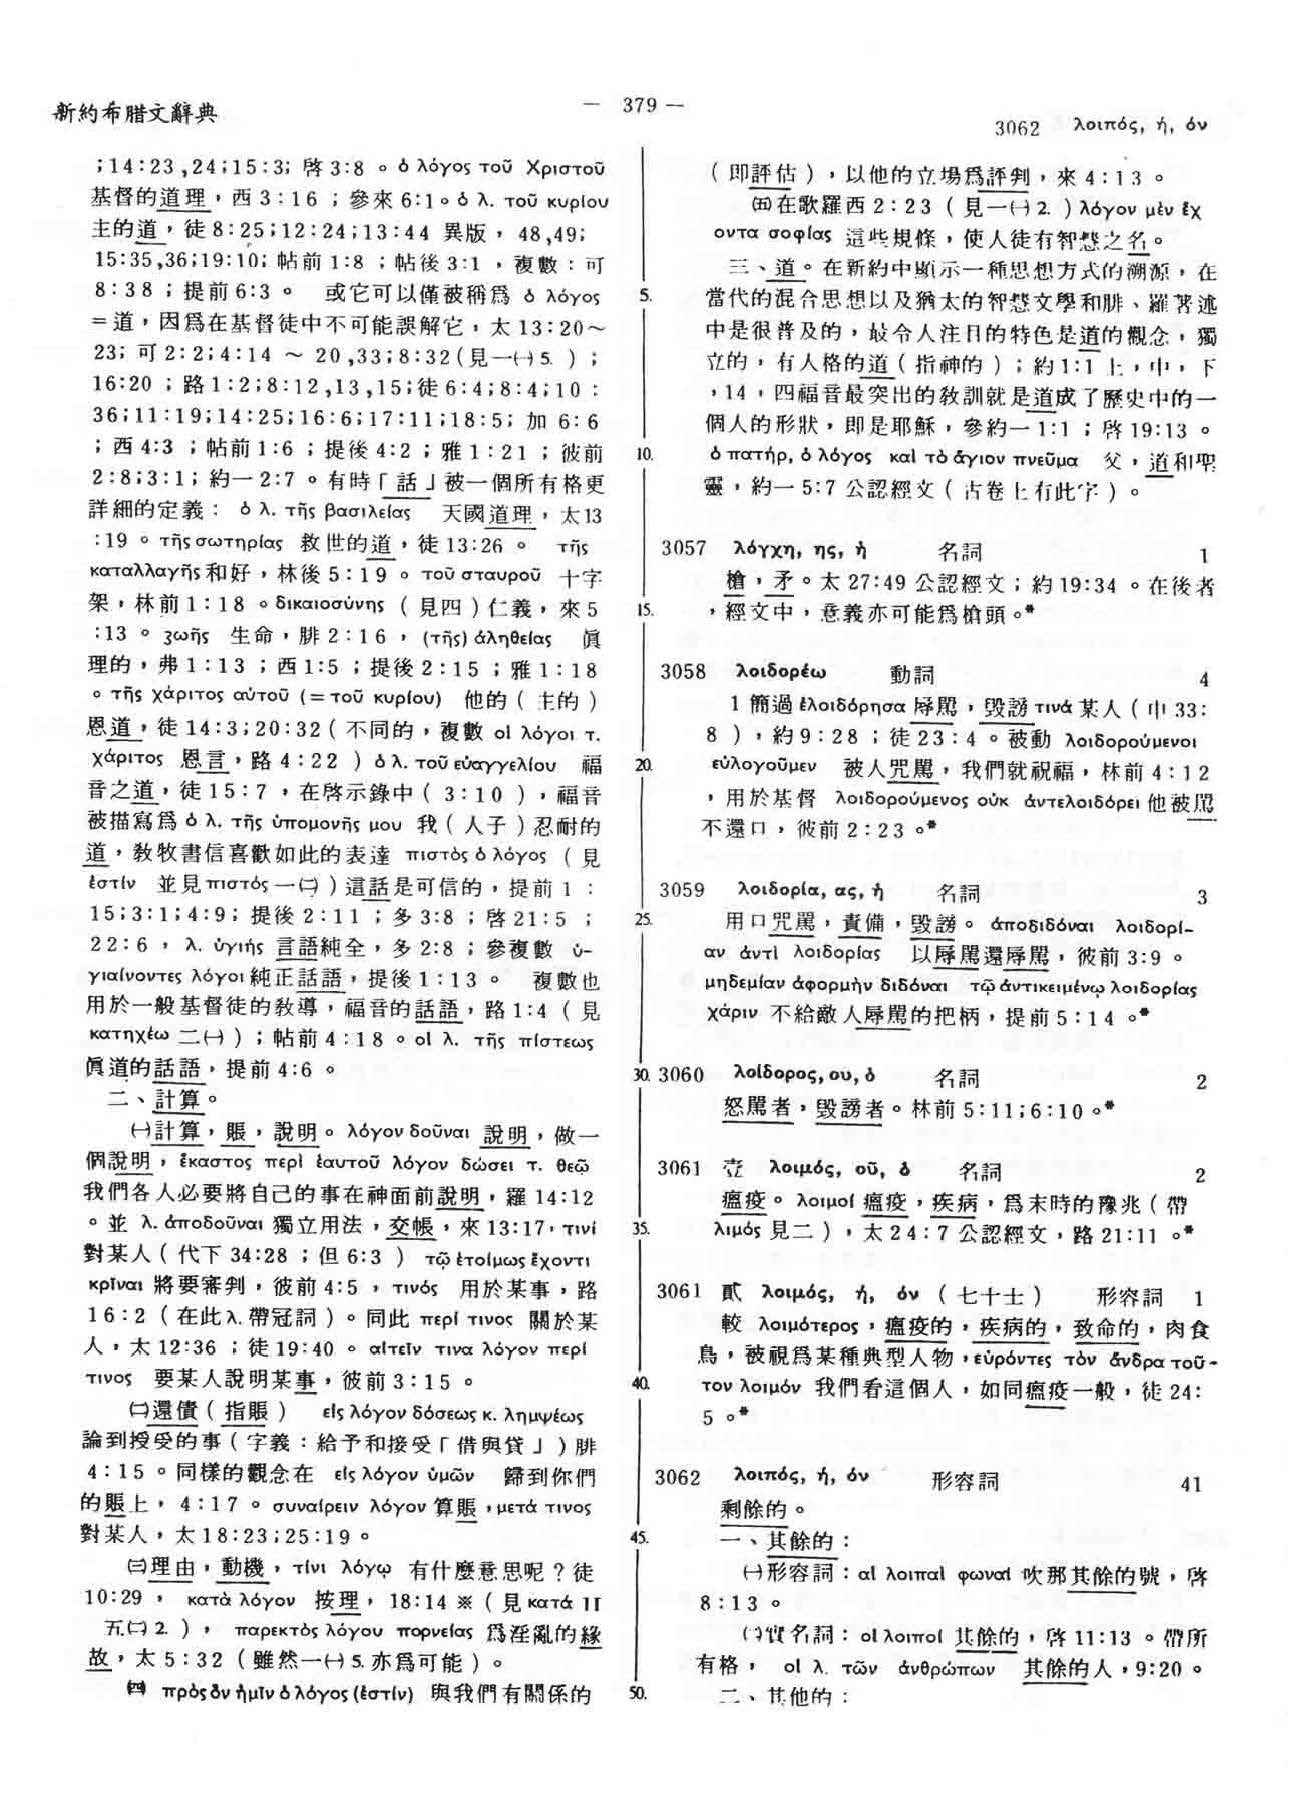 新約希腊文辭典
— 379 —
3062 λοιπός, ή, όν
;14:23,24;15:3; 啓3:8。ὁ λόγος τοῦ Χριστοῦ
基督的道理,西3:16;參來6:1。ὁ λ. τοῦ κυρίου
主的道,徒8:25;12:24;13:44 異版,48,49;
15:35,36;19:10; 帖前1:8;帖後3:1,複數:可
8:38;提前6:3。 或它可以僅被稱爲 ὁ λόγος
=道,因爲在基督徒中不可能誤解它,太13:20~
23; 可2:2;4:14 ~ 20,33;8:32(見一㈠5.);
16:20;路1:2;8:12,13,15;徒6:4;8:4;10:
36;11:19;14:25;16:6;17:11;18:5; 加 6:6
;西4:3 ;帖前1:6;提後4:2;雅1:21;彼前
2:8;3:1;約一2:7。有時「話」被一個所有格更
詳細的定義: ὁ λ. τῆς βασιλείας 天國道理,太13
:19。τῆς σωτηρίας 救世的道,徒13:26。 τῆς
καταλλαγῆς 和好,林後5:19。τοῦ σταυροῦ 十字
架,林前1:18。δικαιοσύνης (見四)仁義,來5
:13。ζωῆς 生命,腓2:16,(τῆς) ἀληθείας 眞
理的,弗1:13;西1:5;提後2:15;雅1:18
。τῆς χάριτος αὐτοῦ (=τοῦ κυρίου) 他的(主的)
恩道,徒14:3;20:32(不同的,複數 οἱ λόγοι τ.
χάριτος 恩言,路4:22)ὁ λ. τοῦ εὐαγγελίου 福
音之道,徒15:7,在啓示錄中(3:10),福音
被描寫爲 ὁ λ. τῆς ὑπομονῆς μου 我(人子)忍耐的
道,教牧書信喜歡如此的表達 πιστὸς ὁ λόγος (見
ἐστίν 並見 πιστός 一㈡)這話是可信的,提前1:
15;3:1;4:9;提後2:11;多3:8;啓21:5;
22:6,λ. ὑγιής 言語純全,多2:8;參複數 ὑ-
γιαίνοντες λόγοι 純正話語,提後1:13。 複數也
用於一般基督徒的教導,福音的話語,路1:4(見
κατηχέω 二㈠);帖前4:18。οἱ λ. τῆς πίστεως
眞道的話語,提前4:6。
二、計算。
㈠計算,賬,說明。λόγον δοῦναι 說明,做一
個說明,ἕκαστος περὶ ἑαυτοῦ λόγον δώσει τ. θεῷ
我們各人必要將自己的事在神面前說明,羅14:12
。並 λ. ἀποδοῦναι 獨立用法,交帳,來13:17,τινί
對某人(代下34:28;但6:3) τῷ ἑτοίμως ἔχοντι
κρῖναι 將要審判,彼前4:5,τινός 用於某事,路
16:2(在此λ.帶冠詞)。同此 περί τινος 關於某
人,太12:36;徒19:40。αἰτεῖν τινα λόγον περί
τινος 要某人說明某事,彼前3:15。
㈡還債(指賬) εἰς λόγον δόσεως κ. λημψέως
論到授受的事(字義:給予和接受「借與貸」)腓
4:15。同樣的觀念在 εἰς λόγον ὑμῶν 歸到你們
的賬上,4:17。συναίρειν λόγον 算賬,μετά τινος
對某人,太18:23;25:19。
㈢理由,動機,τίνι λόγῳ 有什麼意思呢?徒
10:29, κατὰ λόγον 按理,18:14※(見κατά II
五㈡2.), παρεκτὸς λόγου πορνείας 爲淫亂的緣
故,太5:32(雖然一㈠5.亦爲可能)。
㈣ πρὸς ὃν ἡμῖν ὁ λόγος (ἐστίν) 與我們有關係的
5.
10.
15.
20.
25.
30.
35.
40.
45.
50.
(即評估),以他的立場爲評判,來4:13。
㈤在歌羅西2:23(見一㈠2.)λόγον μὲν ἔχ
οντα σοφίας 這些規條,使人徒有智慧之名。
三、道。在新約中顯示一種思想方式的溯源,在
當代的混合思想以及猶太的智慧文學和腓、羅著述
中是很普及的,最令人注目的特色是道的觀念,獨
立的,有人格的道(指神的);約1:1上,中,下
,14,四福音最突出的教訓就是道成了歷史中的一
個人的形狀,即是耶穌,參約一1:1;啓19:13。
ὁ πατήρ, ὁ λόγος καὶ τὸ ἅγιον πνεῦμα 父,道和聖
靈,約一5:7公認經文(古卷上有此字)。
3057 λόγχη, ης, ἡ 名詞 1
槍,矛。太27:49公認經文;約19:34。在後者
,經文中,意義亦可能爲槍頭。*
3058 λοιδορέω 動詞 4
1簡過 ἐλοιδόρησα 辱罵,毀謗 τινά 某人(申33:
8),約9:28;徒23:4。被動 λοιδορούμενοι
εὐλογοῦμεν 被人咒罵,我們就祝福,林前4:12
,用於基督 λοιδορούμενος οὐκ ἀντελοιδόρει 他被罵
不還口,彼前2:23。*
3059 λοιδορία, ας, ἡ 名詞 3
用口咒罵,責備,毀謗。ἀποδιδόναι λοιδορί-
αν ἀντὶ λοιδορίας 以辱罵還辱罵,彼前3:9。
μηδεμίαν ἀφορμὴν διδόναι τῷ ἀντικειμένῳ λοιδορίας
χάριν 不給敵人辱罵的把柄,提前5:14。*
3060 λοίδορος, ου, ὁ 名詞 2
怒罵者,毀謗者。林前5:11;6:10。*
3061 壹 λοιμός, οῦ, ὁ 名詞 2
瘟疫。λοιμοί 瘟疫,疾病,爲末時的豫兆(帶
λιμός 見二),太24:7公認經文,路21:11。*
3061 貳 λοιμός, ή, όν (七十士) 形容詞 1
較 λοιμότερος,瘟疫的,疾病的,致命的,肉食
鳥,被視爲某種典型人物,εὑρόντες τὸν ἄνδρα τοῦ-
τον λοιμόν 我們看這個人,如同瘟疫一般,徒24:
5。*
3062 λοιπός, ή, όν 形容詞 41
剩餘的。
一、其餘的:
㈠形容詞:αἱ λοιπαὶ φωναί 吹那其餘的號,啓
8:13。
㈡實名詞:οἱ λοιποί 其餘的,啓11:13。帶所
有格, οἱ λ. τῶν ἀνθρώπων 其餘的人,9:20。
二、其他的: